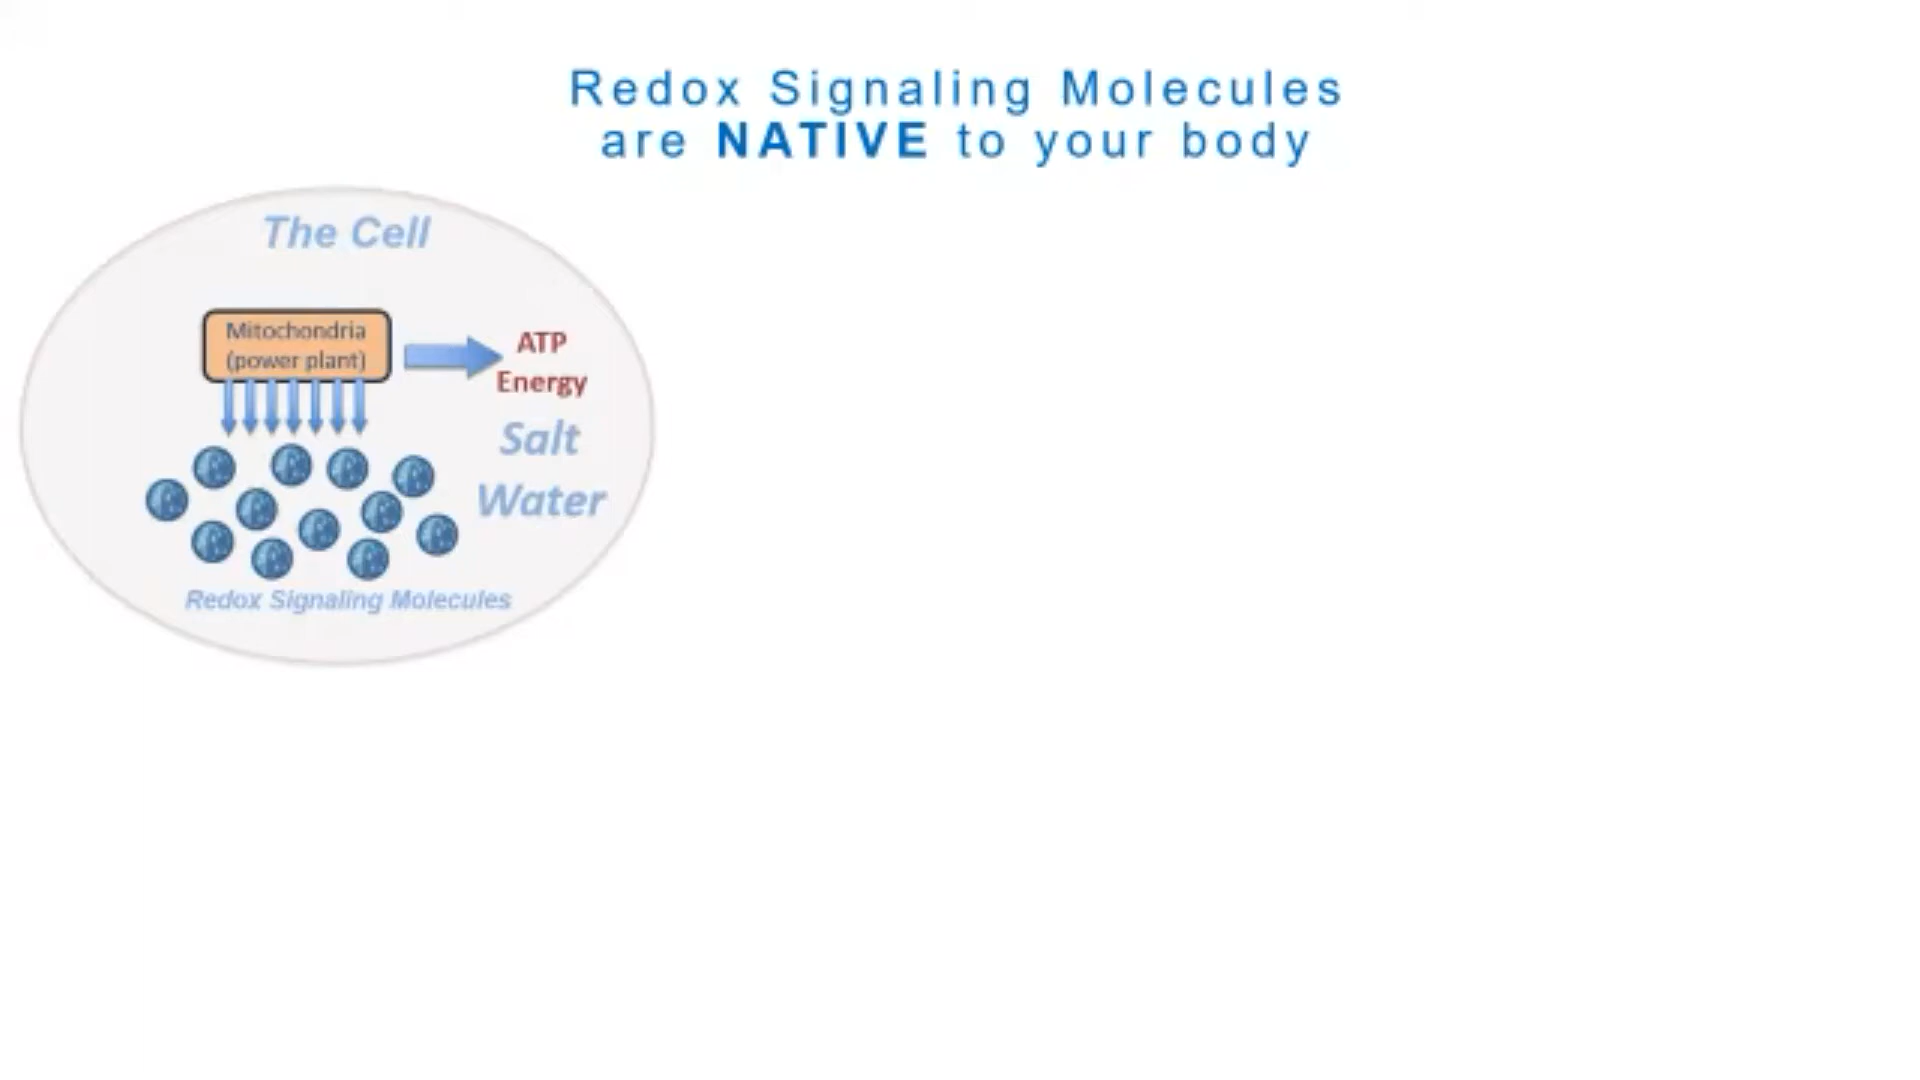 Redox Signaling Molecules
are NATIVE to your body
The Cell
Mitochondria
(power plant)
ATP
Energy
Salt
Water
Redox Signaling Molecules